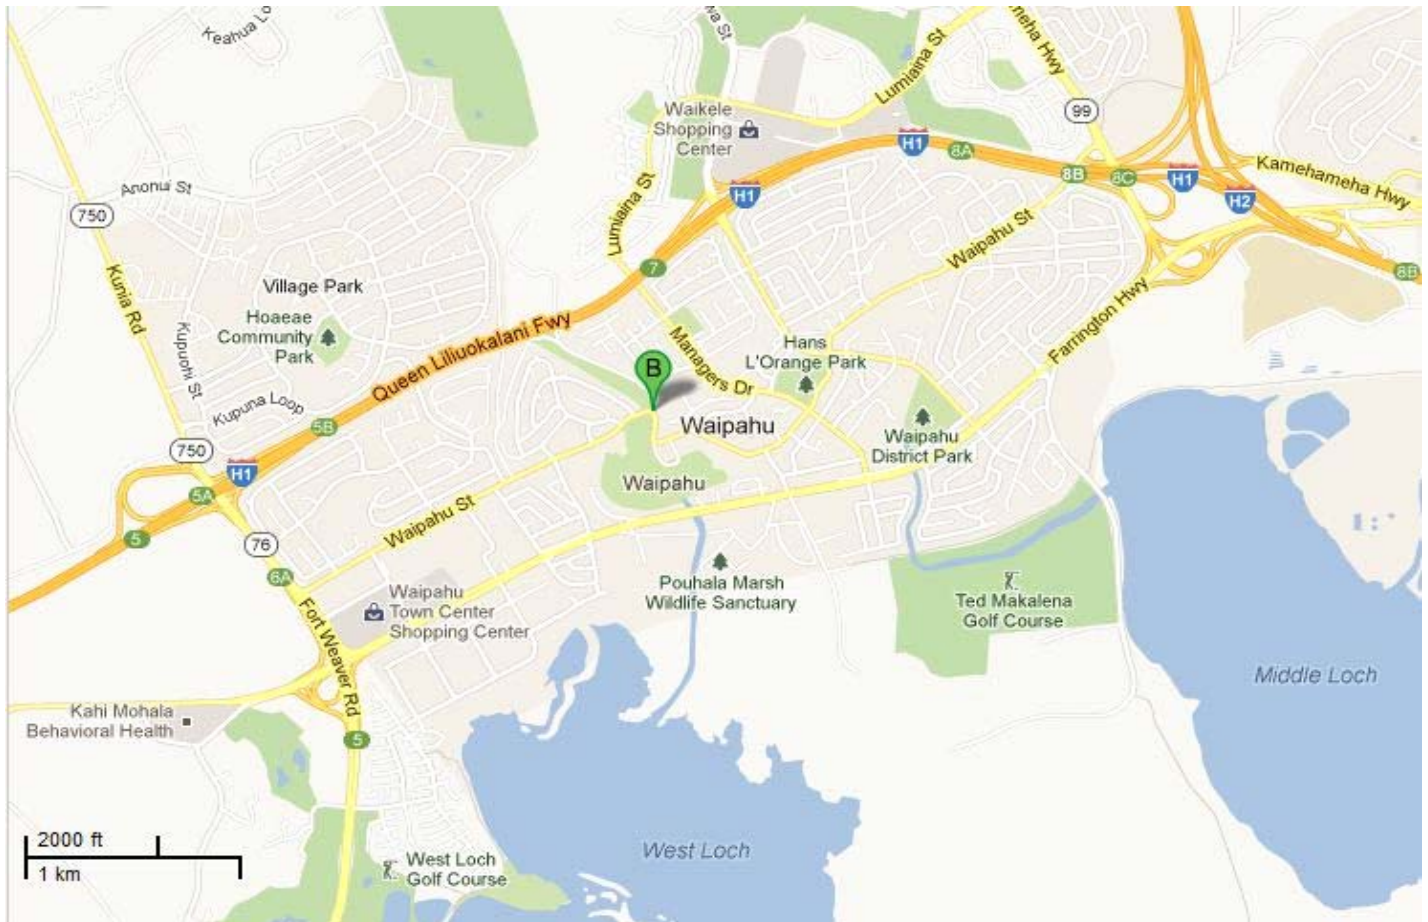 Keahua Lo
wa St
Lumiaina St
meha Hwy
99
Waikele
Shopping
Center
H1
8A
8B
8C
H1
H2
Kamehameha Hwy
8B
Anonui St
750
Kunia Rd
Lumiaina St
H1
7
Waipahu St
Village Park
Hoaeae
Community
Park
Kupuohi St
Kupuna Loop
Queen Liliuokalani Fwy
5B
Managers Dr
Hans
L'Orange Park
Farrington Hwy
B
Waipahu
Waipahu
District Park
750
H1
5A
5
76
6A
Waipahu St
Waipahu
Waipahu
Town Center
Shopping Center
Pouhala Marsh
Wildlife Sanctuary
Ted Makalena
Golf Course
Fort Weaver Rd
Middle Loch
Kahi Mohala
Behavioral Health
5
2000 ft
1 km
West Loch
Golf Course
West Loch